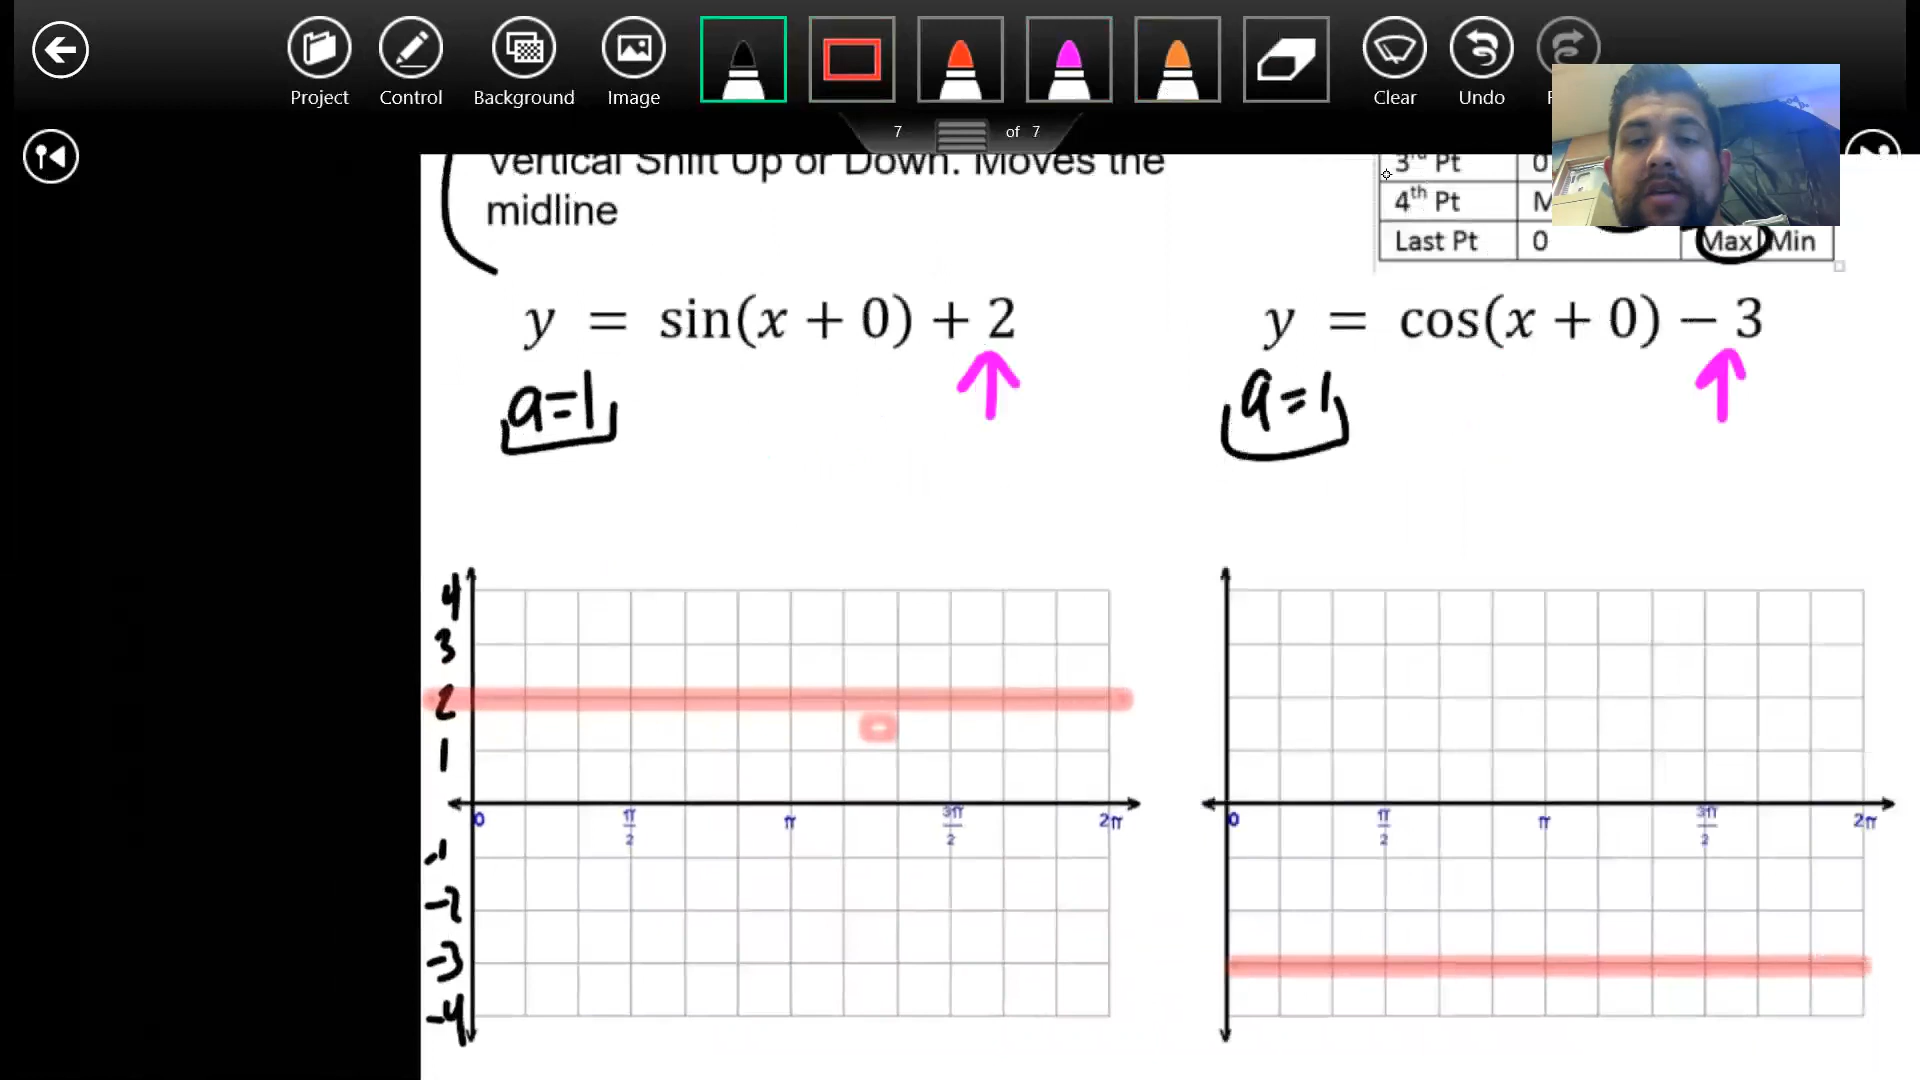 Project Control Background Image Clear Undo
7 of 7
Vertical Shift Up or Down. Moves the
midline
3rd Pt 0
4th Pt M
Last Pt 0 Max Min
y = sin(x + 0) + 2
y = cos(x + 0) − 3
a=1
a=1
4
3
2
1
-1
-2
-3
-4
0 π/2 π 3π/2 2π
0 π/2 π 3π/2 2π